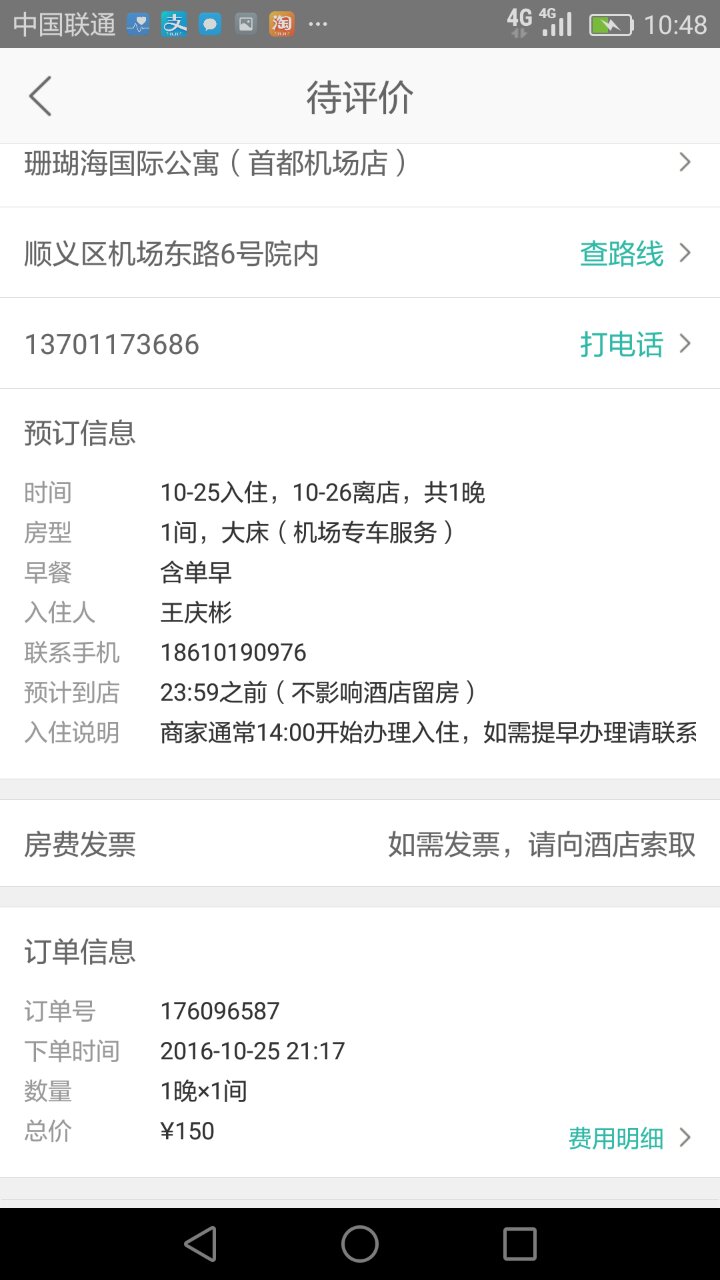 中国联通 支 淘 ··· 4G 4G 10:48
待评价
珊瑚海国际公寓（首都机场店）
顺义区机场东路6号院内 查路线
13701173686 打电话
预订信息
时间 10-25入住，10-26离店，共1晚
房型 1间，大床（机场专车服务）
早餐 含单早
入住人 王庆彬
联系手机 18610190976
预计到店 23:59之前（不影响酒店留房）
入住说明 商家通常14:00开始办理入住，如需提早办理请联系
房费发票 如需发票，请向酒店索取
订单信息
订单号 176096587
下单时间 2016-10-25 21:17
数量 1晚×1间
总价 ¥150
费用明细